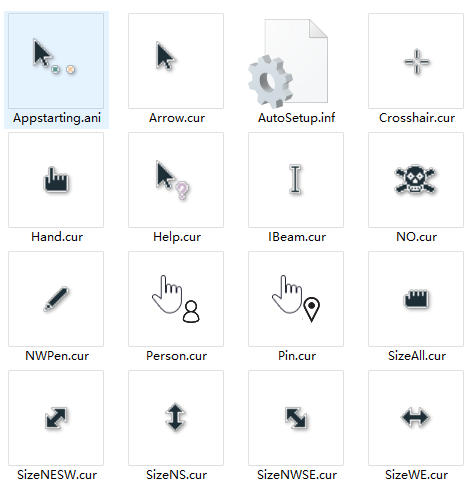 Appstarting.ani
Arrow.cur
AutoSetup.inf
Crosshair.cur
Hand.cur
Help.cur
IBeam.cur
NO.cur
NWPen.cur
Person.cur
Pin.cur
SizeAll.cur
SizeNESW.cur
SizeNS.cur
SizeNWSE.cur
SizeWE.cur